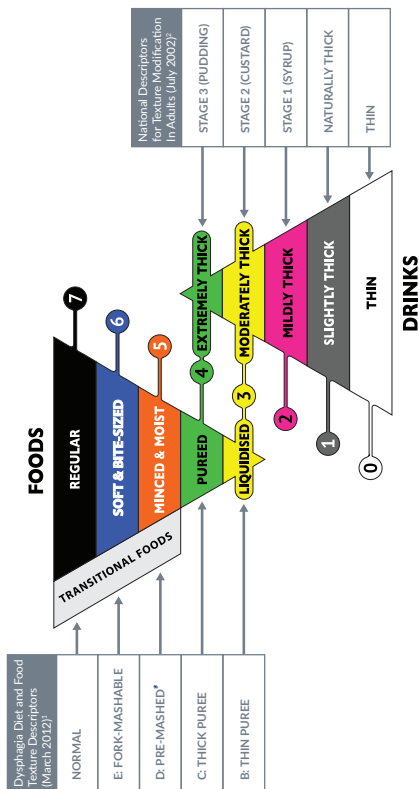 Dysphagia Diet and Food
Texture Descriptors
(March 2012)¹
NORMAL
E: FORK-MASHABLE
D: PRE-MASHED*
C: THICK PUREE
B: THIN PUREE
FOODS
TRANSITIONAL FOODS
REGULAR
7
SOFT & BITE-SIZED
6
MINCED & MOIST
5
PUREED
4
EXTREMELY THICK
LIQUIDISED
3
MODERATELY THICK
2
MILDLY THICK
1
SLIGHTLY THICK
0
THIN
DRINKS
National Descriptors
for Texture Modification
In Adults (July 2002)²
STAGE 3 (PUDDING)
STAGE 2 (CUSTARD)
STAGE 1 (SYRUP)
NATURALLY THICK
THIN